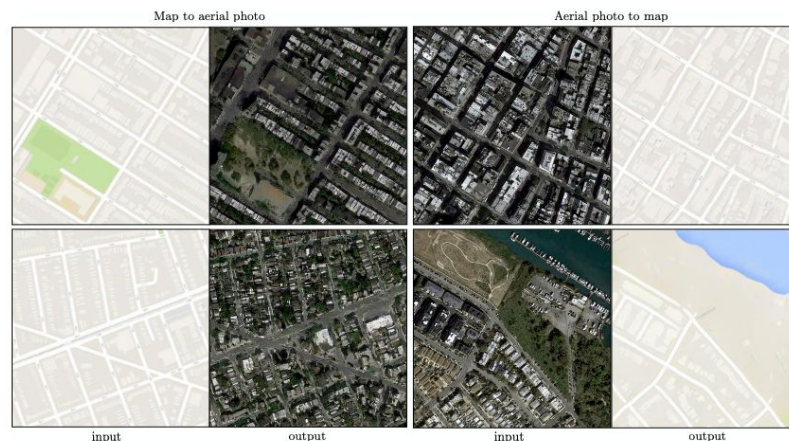 Map to aerial photo
Aerial photo to map
input
output
input
output